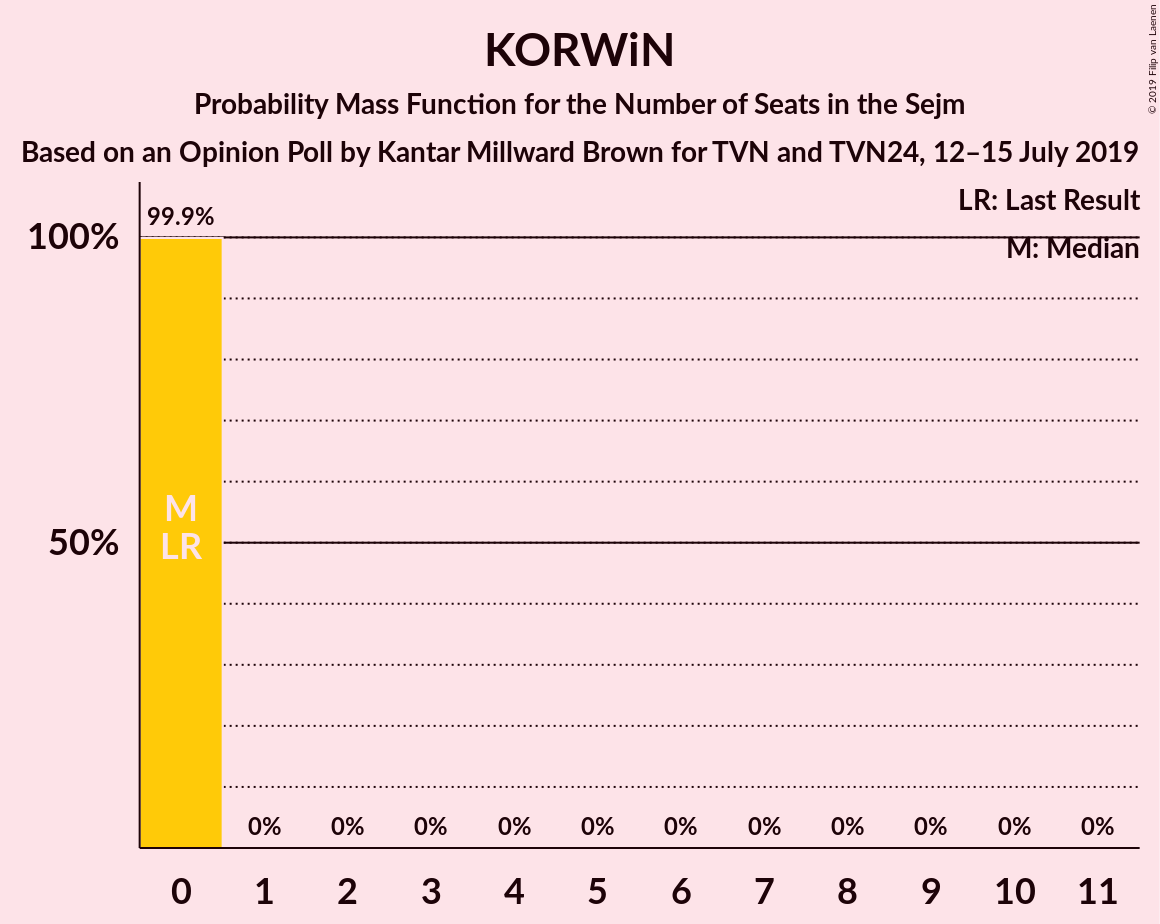 KORWiN
Probability Mass Function for the Number of Seats in the Sejm
Based on an Opinion Poll by Kantar Millward Brown for TVN and TVN24, 12–15 July 2019
© 2019 Filip van Laenen
LR: Last Result
M: Median
99.9%
100%
50%
M
LR
0% 0% 0% 0% 0% 0% 0% 0% 0% 0% 0%
0 1 2 3 4 5 6 7 8 9 10 11